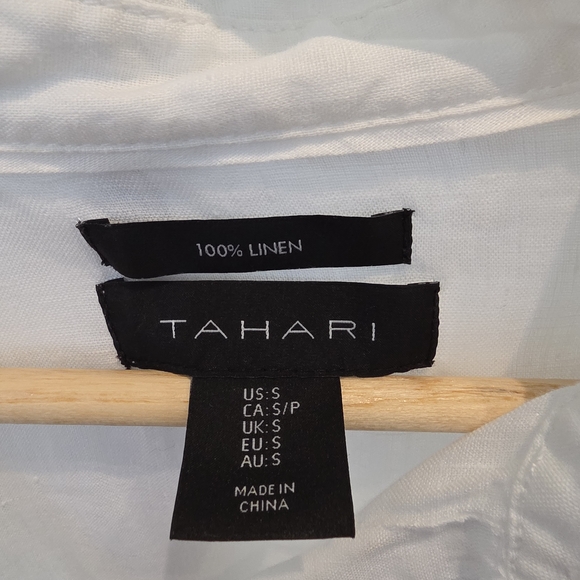 100% LINEN
TAHARI
US:S
CA:S/P
UK:S
EU:S
AU:S
MADE IN
CHINA